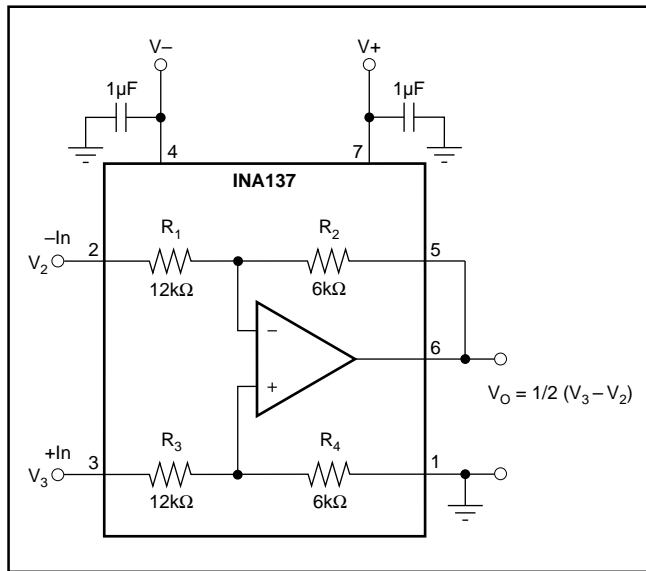 V–
V+
1µF
1µF
4
7
INA137
–In
V2
2
R1
12kΩ
R2
6kΩ
5
–
+
6
VO = 1/2 (V3 – V2)
+In
V3
3
R3
12kΩ
R4
6kΩ
1